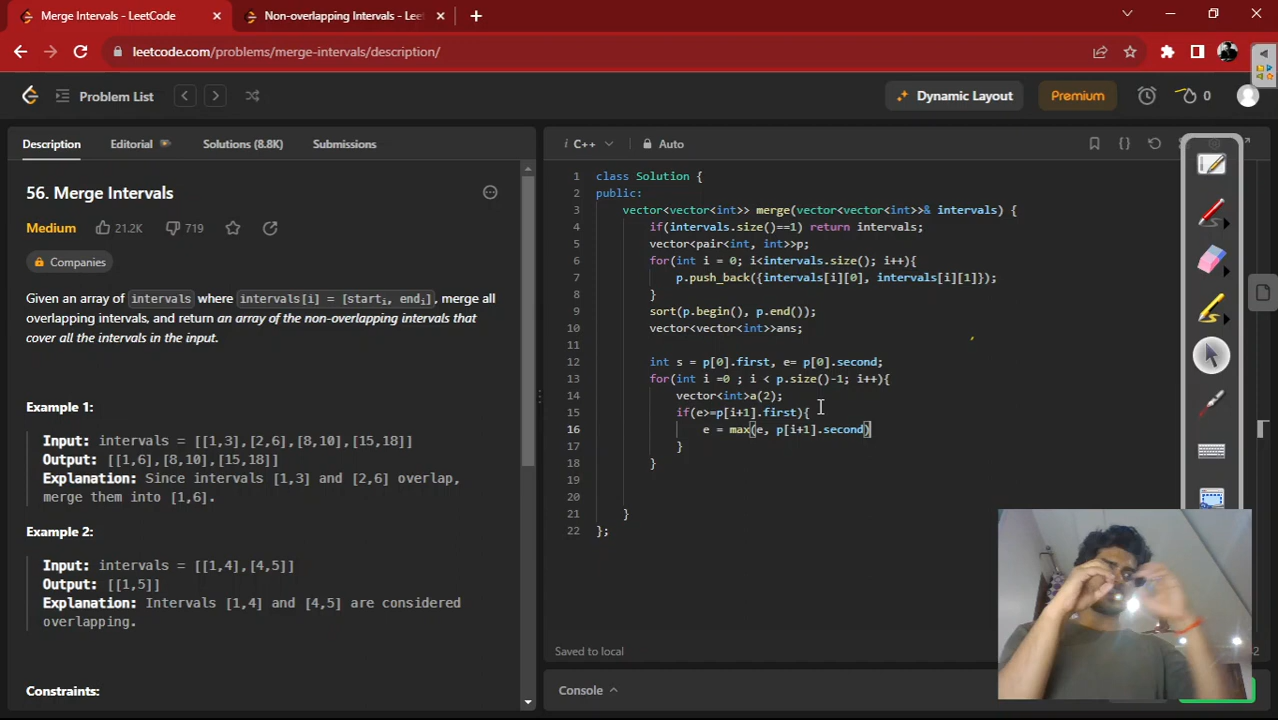 Merge Intervals - LeetCode
Non-overlapping Intervals - Leet
leetcode.com/problems/merge-intervals/description/
Problem List
Dynamic Layout
Premium
0
Description
Editorial
Solutions (8.8K)
Submissions
i C++
Auto
56. Merge Intervals
Medium
21.2K
719
Companies
Given an array of intervals where intervals[i] = [starti, endi], merge all
overlapping intervals, and return an array of the non-overlapping intervals that
cover all the intervals in the input.
Example 1:
Input: intervals = [[1,3],[2,6],[8,10],[15,18]]
Output: [[1,6],[8,10],[15,18]]
Explanation: Since intervals [1,3] and [2,6] overlap,
merge them into [1,6].
Example 2:
Input: intervals = [[1,4],[4,5]]
Output: [[1,5]]
Explanation: Intervals [1,4] and [4,5] are considered
overlapping.
Constraints:
1 class Solution {
2 public:
3 vector<vector<int>> merge(vector<vector<int>>& intervals) {
4 if(intervals.size()==1) return intervals;
5 vector<pair<int, int>>p;
6 for(int i = 0; i<intervals.size(); i++){
7 p.push_back({intervals[i][0], intervals[i][1]});
8 }
9 sort(p.begin(), p.end());
10 vector<vector<int>>ans;
11
12 int s = p[0].first, e= p[0].second;
13 for(int i =0 ; i < p.size()-1; i++){
14 vector<int>a(2);
15 if(e>=p[i+1].first){
16 e = max(e, p[i+1].second)
17 }
18 }
19
20
21 }
22 };
Saved to local
Console